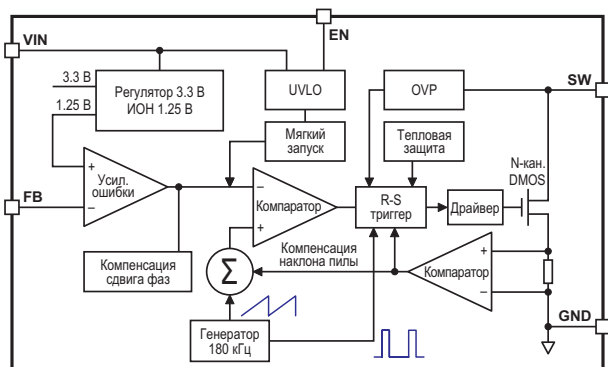 VIN
EN
3.3 В
1.25 В
Регулятор 3.3 В
ИОН 1.25 В
UVLO
OVP
SW
Мягкий
запуск
Тепловая
защита
N-кан.
DMOS
+
Усил.
ошибки
–
FB
–
Компаратор
+
R-S
триггер
Драйвер
Компенсация
сдвига фаз
Σ
Компенсация
наклона пилы
+
Компаратор
–
Генератор
180 кГц
GND